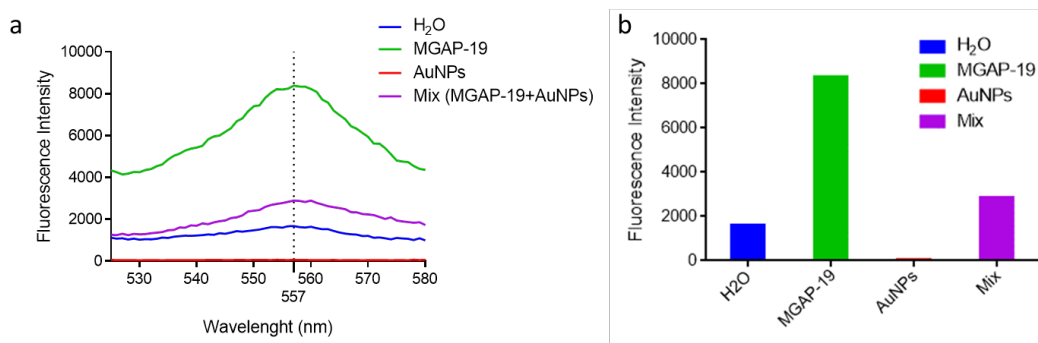 a
H₂O
MGAP-19
AuNPs
Mix (MGAP-19+AuNPs)
Fluorescence Intensity
10000
8000
6000
4000
2000
0
530 540 550 560 570 580
557
Wavelenght (nm)
b
H₂O
MGAP-19
AuNPs
Mix
Fluorescence Intensity
10000
8000
6000
4000
2000
0
H2O
MGAP-19
AuNPs
Mix